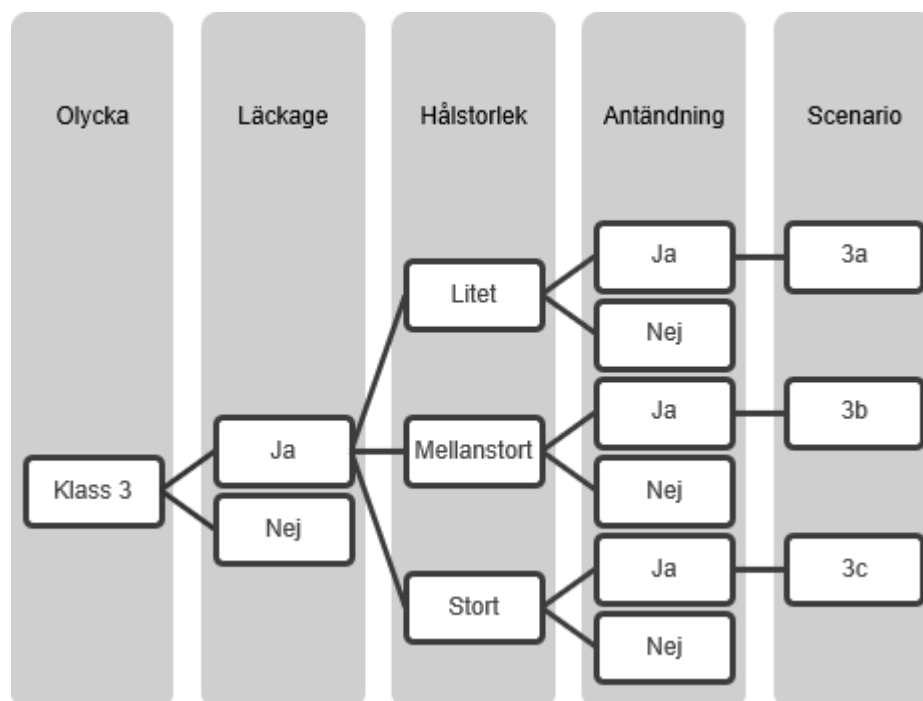 Olycka
Läckage
Hålstorlek
Antändning
Scenario
Ja
3a
Litet
Nej
Ja
3b
Ja
Mellanstort
Klass 3
Nej
Nej
Ja
3c
Stort
Nej